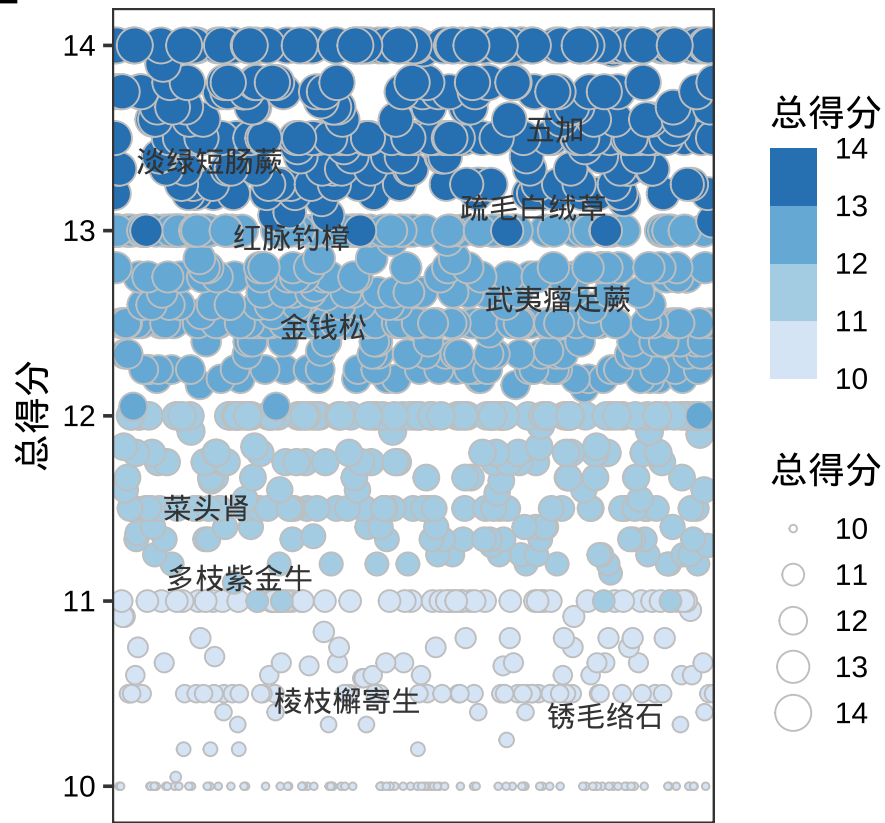 14
13
12
11
10
总得分
五加
淡绿短肠蕨
疏毛白绒草
红脉钓樟
武夷瘤足蕨
金钱松
菜头肾
多枝紫金牛
棱枝槲寄生
锈毛络石
总得分
14
13
12
11
10
总得分
10
11
12
13
14